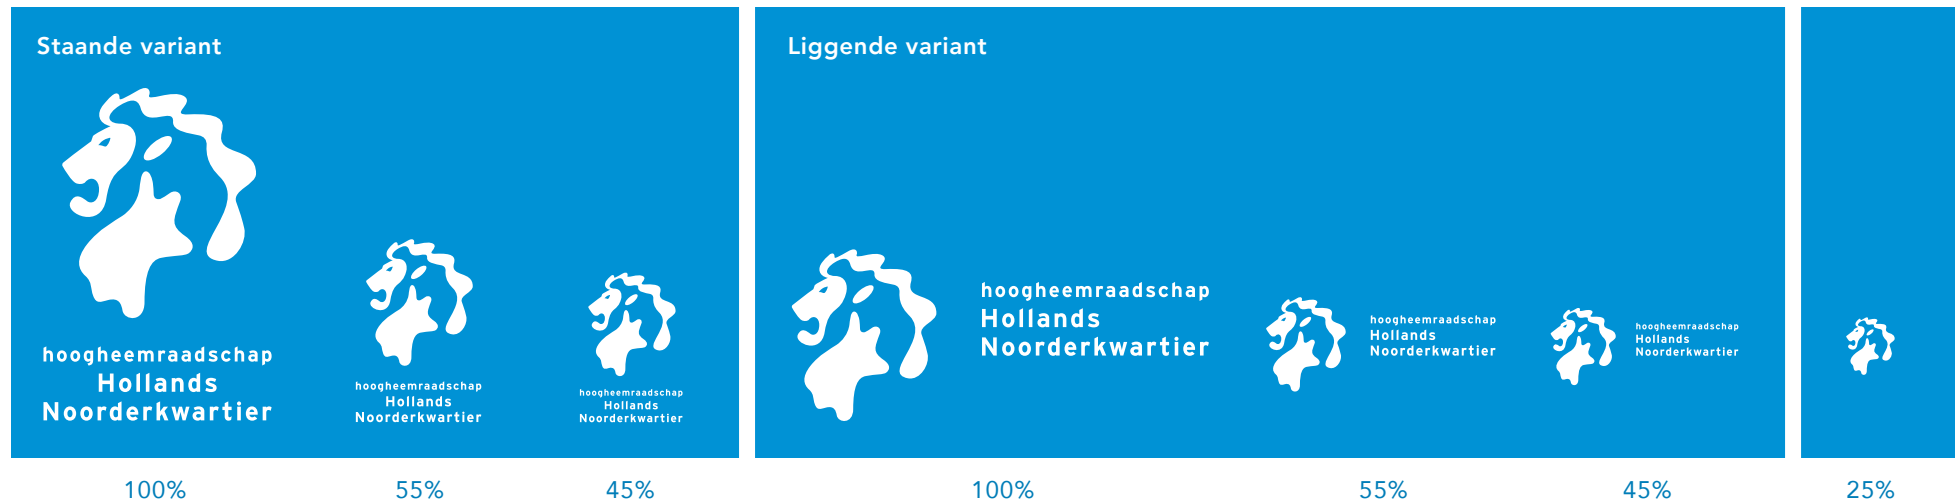 Staande variant
hoogheemraadschap
Hollands
Noorderkwartier
hoogheemraadschap
Hollands
Noorderkwartier
hoogheemraadschap
Hollands
Noorderkwartier
100%
55%
45%
Liggende variant
hoogheemraadschap
Hollands
Noorderkwartier
hoogheemraadschap
Hollands
Noorderkwartier
hoogheemraadschap
Hollands
Noorderkwartier
100%
55%
45%
25%